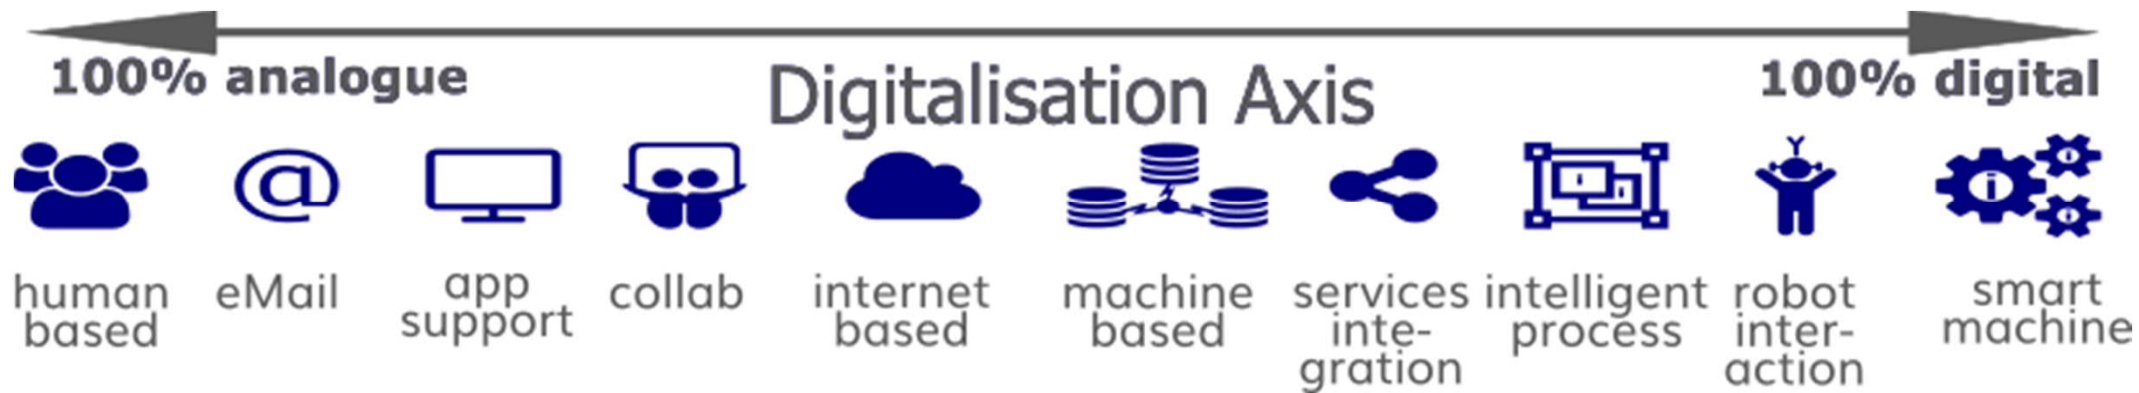 100% analogue
Digitalisation Axis
100% digital
@
human
based
eMail
app
support
collab
internet
based
machine
based
services
inte-
gration
intelligent
process
robot
inter-
action
smart
machine